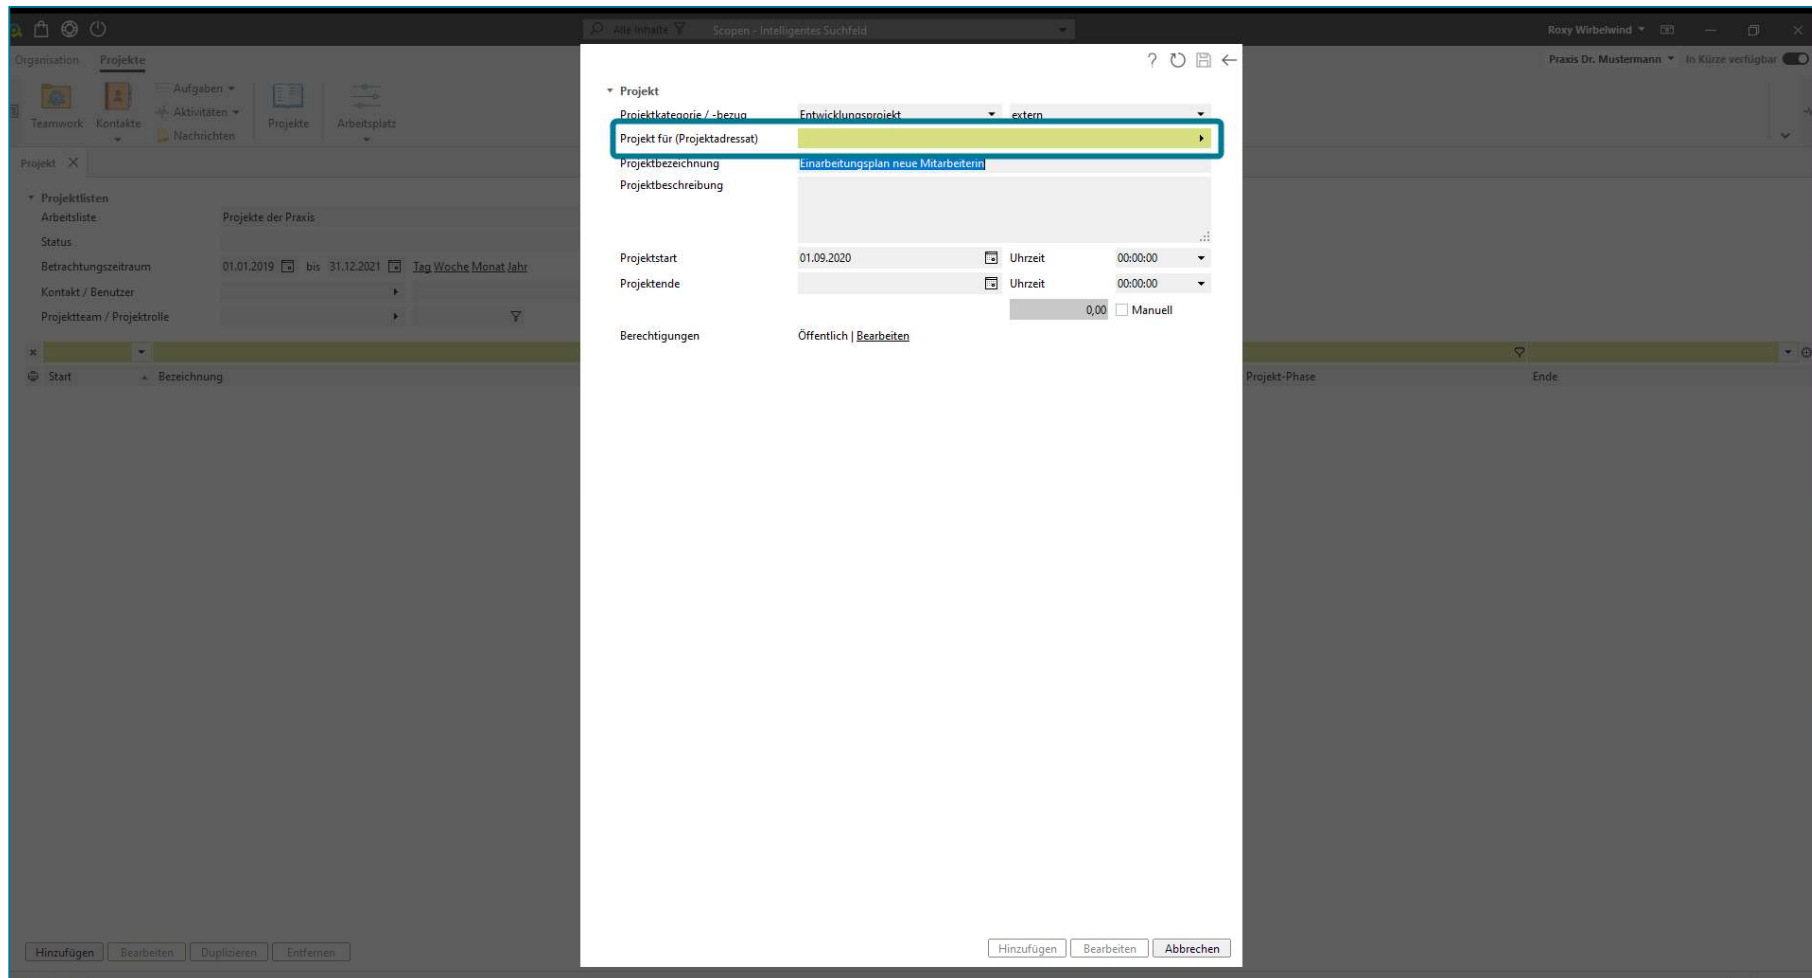 Alle Inhalte Scopen - Intelligentes Suchfeld Roxy Wirbelwind
Organisation Projekte Praxis Dr. Mustermann In Kürze verfügbar
Teamwork Kontakte Aufgaben Aktivitäten Nachrichten Projekte Arbeitsplatz
Projekt
Projektlisten
Arbeitsliste Projekte der Praxis
Status
Betrachtungszeitraum 01.01.2019 bis 31.12.2021 Tag Woche Monat Jahr
Kontakt / Benutzer
Projektteam / Projektrolle
Start Bezeichnung Projekt-Phase Ende
Hinzufügen Bearbeiten Duplizieren Entfernen
?
Projekt
Projektkategorie / -bezug Entwicklungsprojekt extern
Projekt für (Projektadressat)
Projektbezeichnung Einarbeitungsplan neue Mitarbeiterin
Projektbeschreibung
Projektstart 01.09.2020 Uhrzeit 00:00:00
Projektende Uhrzeit 00:00:00
0,00 Manuell
Berechtigungen Öffentlich | Bearbeiten
Hinzufügen Bearbeiten Abbrechen